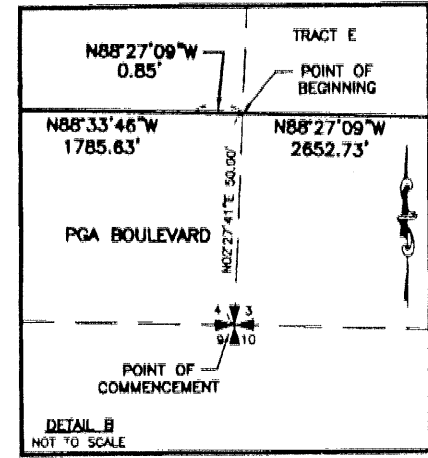 TRACT E
N88°27'09"W
0.85'
POINT OF
BEGINNING
N88°33'46"W
1785.63'
N88°27'09"W
2652.73'
N02°27'41"E 50.00'
PGA BOULEVARD
4 3
9 10
POINT OF
COMMENCEMENT
DETAIL B
NOT TO SCALE